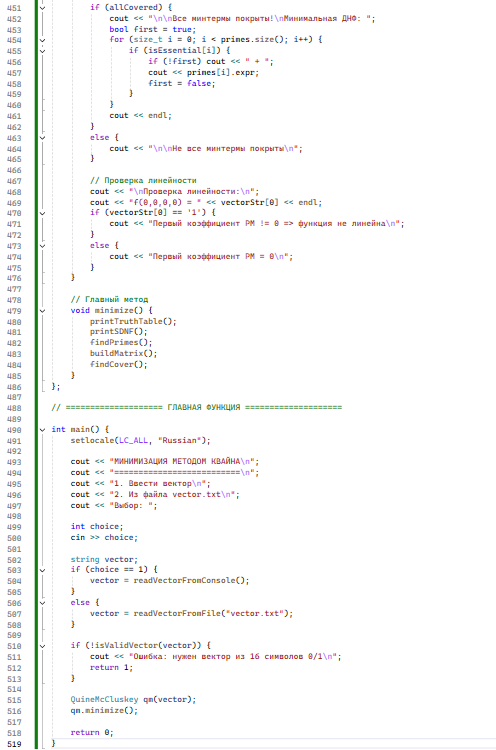 451 if (allCovered) {
452 cout << "\n\nВсе минтермы покрыты!\nМинимальная ДНФ: ";
453 bool first = true;
454 for (size_t i = 0; i < primes.size(); i++) {
455 if (isEssential[i]) {
456 if (!first) cout << " + ";
457 cout << primes[i].expr;
458 first = false;
459 }
460 }
461 cout << endl;
462 }
463 else {
464 cout << "\n\nНе все минтермы покрыты\n";
465 }
466
467 // Проверка линейности
468 cout << "\nПроверка линейности:\n";
469 cout << "f(0,0,0,0) = " << vectorStr[0] << endl;
470 if (vectorStr[0] == '1') {
471 cout << "Первый коэффициент РМ != 0 => функция не линейна\n";
472 }
473 else {
474 cout << "Первый коэффициент РМ = 0\n";
475 }
476 }
477
478 // Главный метод
479 void minimize() {
480 printTruthTable();
481 printSDNF();
482 findPrimes();
483 buildMatrix();
484 findCover();
485 }
486 };
487
488 // ==================== ГЛАВНАЯ ФУНКЦИЯ ====================
489
490 int main() {
491 setlocale(LC_ALL, "Russian");
492
493 cout << "МИНИМИЗАЦИЯ МЕТОДОМ КВАЙНА\n";
494 cout << "==========================\n";
495 cout << "1. Ввести вектор\n";
496 cout << "2. Из файла vector.txt\n";
497 cout << "Выбор: ";
498
499 int choice;
500 cin >> choice;
501
502 string vector;
503 if (choice == 1) {
504 vector = readVectorFromConsole();
505 }
506 else {
507 vector = readVectorFromFile("vector.txt");
508 }
509
510 if (!isValidVector(vector)) {
511 cout << "Ошибка: нужен вектор из 16 символов 0/1\n";
512 return 1;
513 }
514
515 QuineMcCluskey qm(vector);
516 qm.minimize();
517
518 return 0;
519 }